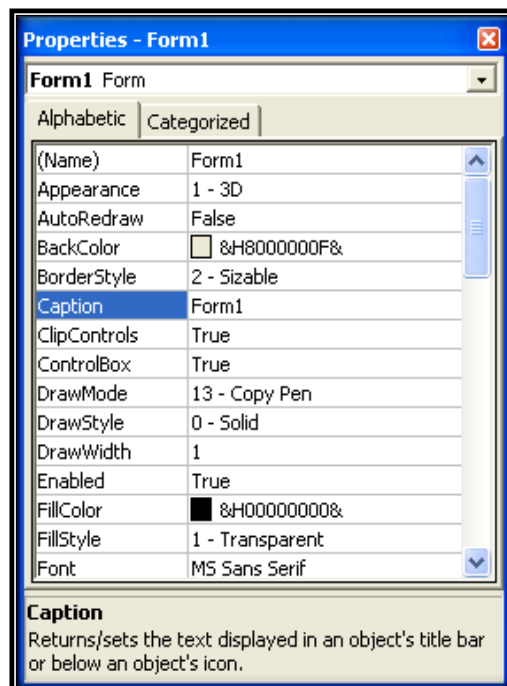 Properties - Form1
Form1 Form
Alphabetic Categorized
(Name) Form1
Appearance 1 - 3D
AutoRedraw False
BackColor &H8000000F&
BorderStyle 2 - Sizable
Caption Form1
ClipControls True
ControlBox True
DrawMode 13 - Copy Pen
DrawStyle 0 - Solid
DrawWidth 1
Enabled True
FillColor &H00000000&
FillStyle 1 - Transparent
Font MS Sans Serif
Caption
Returns/sets the text displayed in an object's title bar
or below an object's icon.